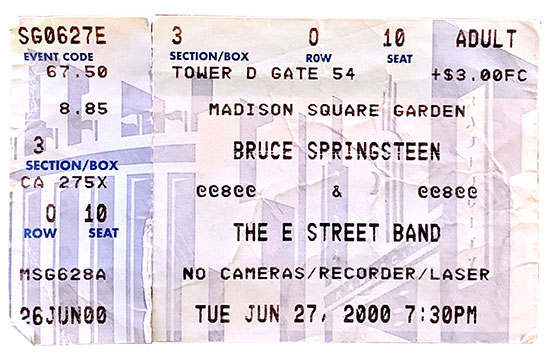 SG0627E
EVENT CODE
67.50
8.85
3
SECTION/BOX
CA 275X
0 10
ROW SEAT
MSG628A
26JUN00
3 0 10 ADULT
SECTION/BOX ROW SEAT
TOWER D GATE 54 +$3.00FC
MADISON SQUARE GARDEN
BRUCE SPRINGSTEEN
@@8@@ & @@8@@
THE E STREET BAND
NO CAMERAS/RECORDER/LASER
TUE JUN 27, 2000 7:30PM